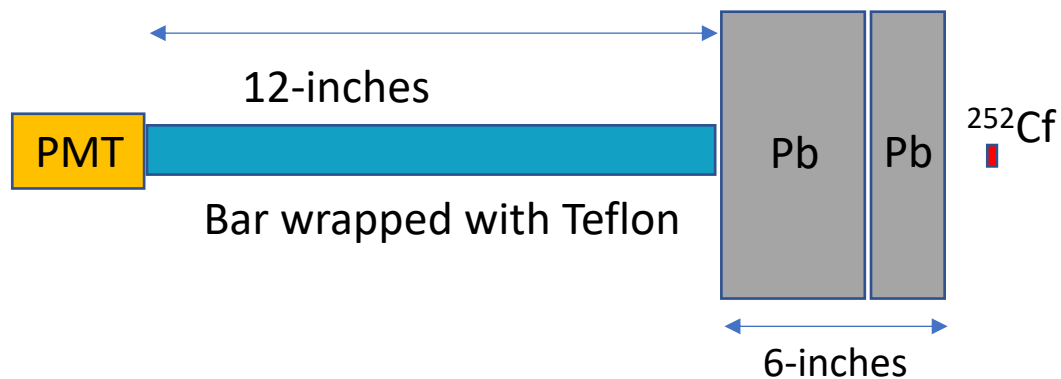 12-inches
PMT
Pb
Pb
²⁵²Cf
Bar wrapped with Teflon
6-inches